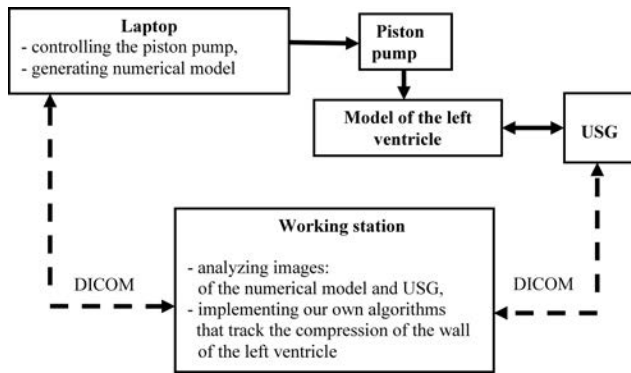 Laptop
- controlling the piston pump,
- generating numerical model
Piston
pump
Model of the left
ventricle
USG
Working station
- analyzing images:
of the numerical model and USG,
- implementing our own algorithms
that track the compression of the wall
of the left ventricle
DICOM
DICOM